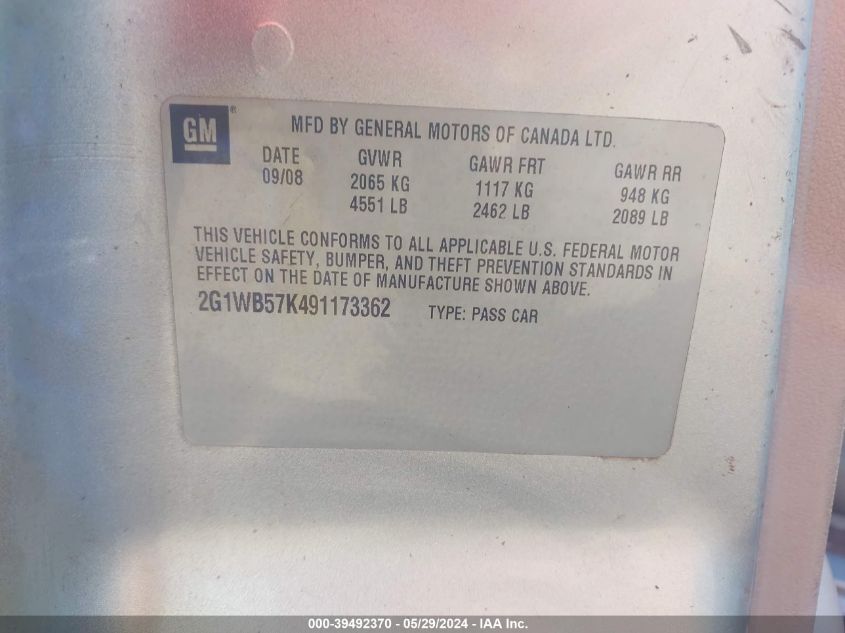 GM ®
MFD BY GENERAL MOTORS OF CANADA LTD.
DATE GVWR GAWR FRT GAWR RR
09/08 2065 KG 1117 KG 948 KG
4551 LB 2462 LB 2089 LB
THIS VEHICLE CONFORMS TO ALL APPLICABLE U.S. FEDERAL MOTOR
VEHICLE SAFETY, BUMPER, AND THEFT PREVENTION STANDARDS IN
EFFECT ON THE DATE OF MANUFACTURE SHOWN ABOVE.
2G1WB57K491173362 TYPE: PASS CAR
000-39492370 - 05/29/2024 - IAA Inc.